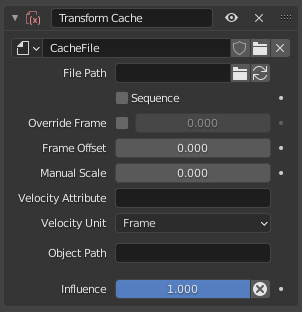 Transform Cache
CacheFile
File Path
Sequence
Override Frame 0.000
Frame Offset 0.000
Manual Scale 0.000
Velocity Attribute
Velocity Unit Frame
Object Path
Influence 1.000